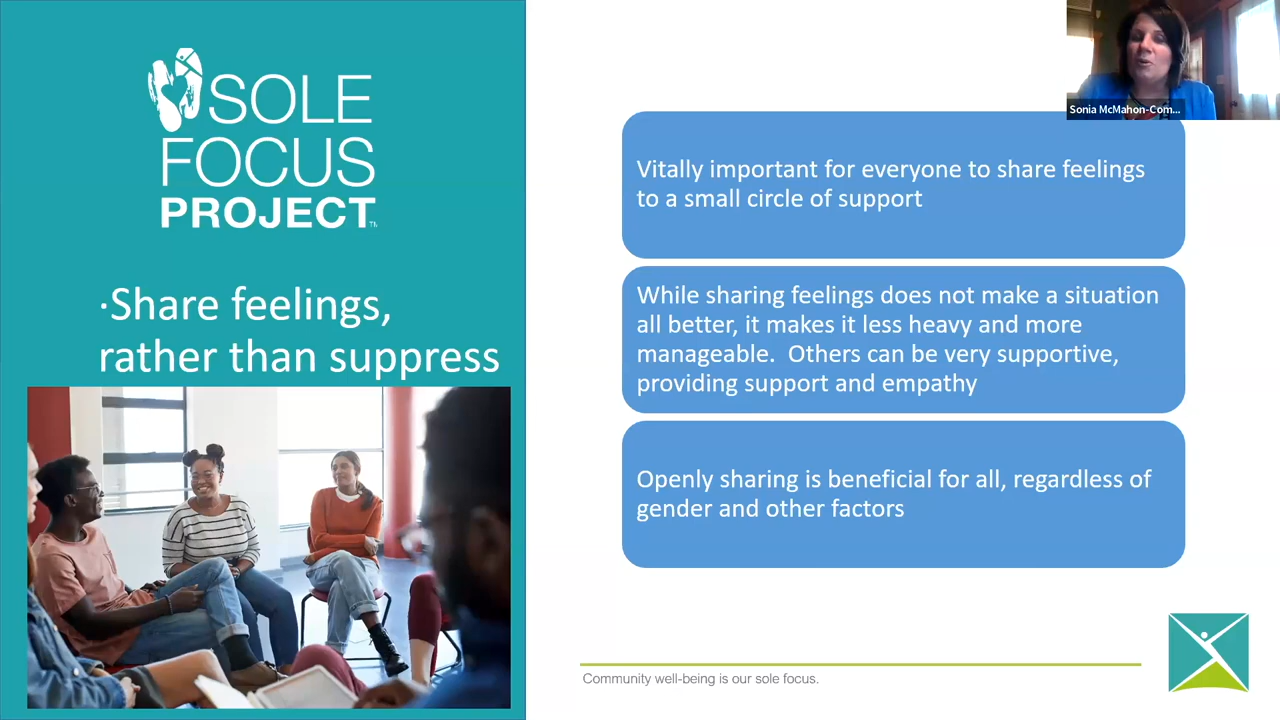 SOLE
FOCUS
PROJECT™
·Share feelings,
rather than suppress
Sonia McMahon-Com...
Vitally important for everyone to share feelings
to a small circle of support
While sharing feelings does not make a situation
all better, it makes it less heavy and more
manageable.  Others can be very supportive,
providing support and empathy
Openly sharing is beneficial for all, regardless of
gender and other factors
Community well-being is our sole focus.